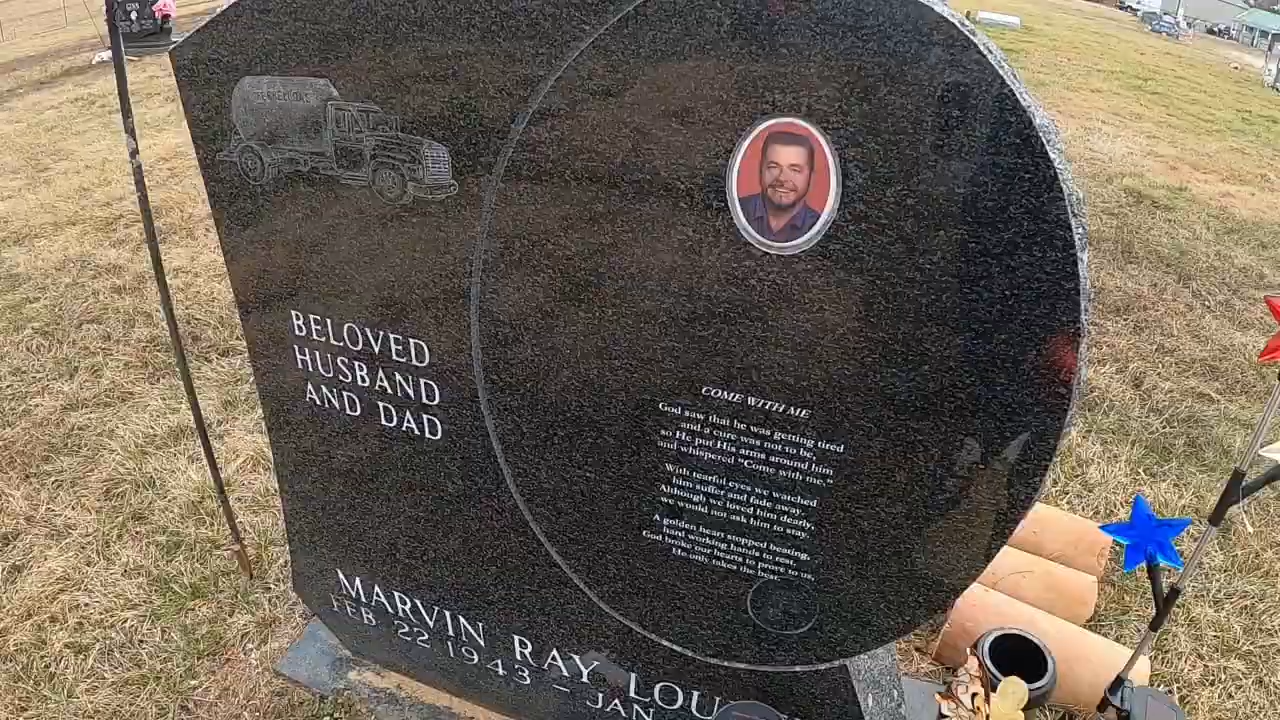 BELOVED
HUSBAND
AND DAD
COME WITH ME
God saw that he was getting tired
and a cure was not to be,
so He put His arms around him
and whispered "Come with me."
With tearful eyes we watched
him suffer and fade away.
Although we loved him dearly,
we would not ask him to stay.
A golden heart stopped beating,
hard working hands to rest.
God broke our hearts to prove to us,
He only takes the best.
MARVIN RAY LOU
FEB 22 1943 – JAN